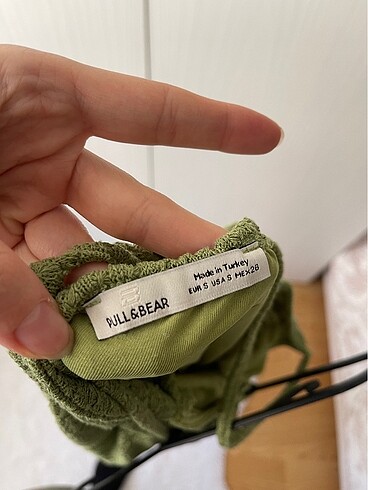 PULL&BEAR
Made in Turkey
EUR S USA S MEX 26